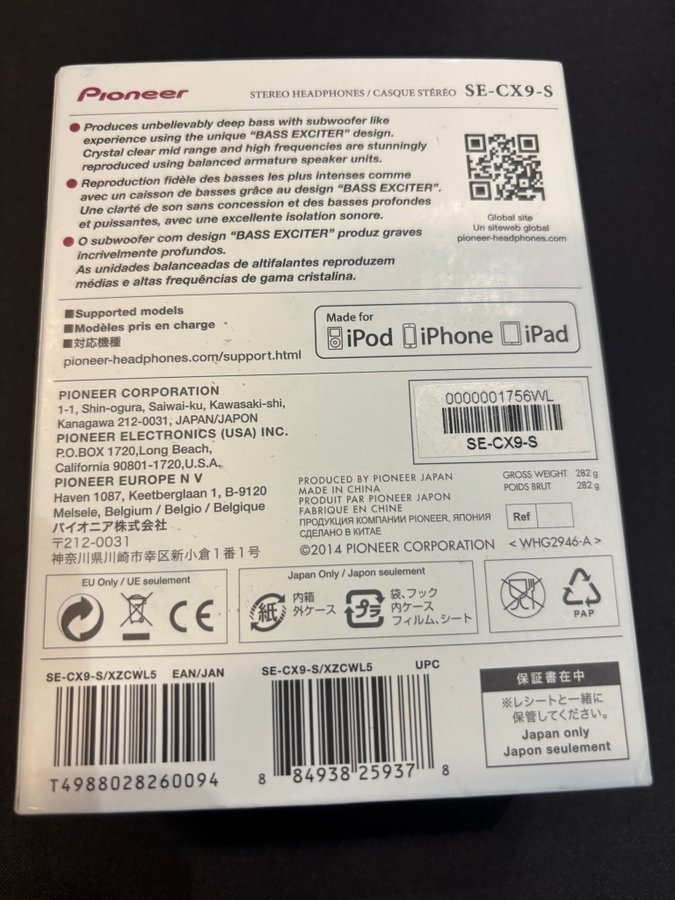 Pioneer
STEREO HEADPHONES / CASQUE STÉRÉO SE-CX9-S
● Produces unbelievably deep bass with subwoofer like
experience using the unique "BASS EXCITER" design.
Crystal clear mid range and high frequencies are stunningly
reproduced using balanced armature speaker units.
● Reproduction fidèle des basses les plus intenses comme
avec un caisson de basses grâce au design "BASS EXCITER".
Une clarté de son sans concession et des basses profondes
et puissantes, avec une excellente isolation sonore.
● O subwoofer com design "BASS EXCITER" produz graves
incrivelmente profundos.
As unidades balanceadas de altifalantes reproduzem
médias e altas frequências de gama cristalina.
Global site
Un siteweb global
pioneer-headphones.com
■Supported models
■Modèles pris en charge
■対応機種
pioneer-headphones.com/support.html
Made for
iPod iPhone iPad
PIONEER CORPORATION
1-1, Shin-ogura, Saiwai-ku, Kawasaki-shi,
Kanagawa 212-0031, JAPAN/JAPON
PIONEER ELECTRONICS (USA) INC.
P.O.BOX 1720,Long Beach,
California 90801-1720,U.S.A.
PIONEER EUROPE N V
Haven 1087, Keetberglaan 1, B-9120
Melsele, Belgium / Belgio / Belgique
パイオニア株式会社
〒212-0031
神奈川県川崎市幸区新小倉1番1号
0000001756WL
SE-CX9-S
PRODUCED BY PIONEER JAPAN
MADE IN CHINA
PRODUIT PAR PIONEER JAPON
FABRIQUE EN CHINE
ПРОДУКЦИЯ КОМПАНИИ PIONEER, ЯПОНИЯ
СДЕЛАНО В КИТАЕ
©2014 PIONEER CORPORATION
GROSS WEIGHT 282 g
POIDS BRUT 282 g
Ref
< WHG2946-A >
EU Only / UE seulement
CE
Japan Only / Japon seulement
紙
内箱
外ケース
プラ
袋、フック
内ケース
フィルム、シート
PAP
SE-CX9-S/XZCWL5 EAN/JAN
T4988028260094
SE-CX9-S/XZCWL5 UPC
8 84938 25937 8
保証書在中
※レシートと一緒に
保管してください。
Japan only
Japon seulement